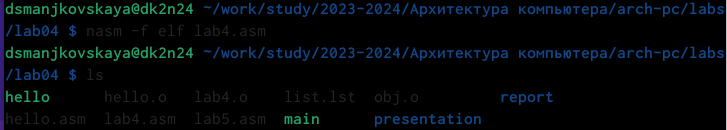 dsmanjkovskaya@dk2n24 ~/work/study/2023-2024/Архитектура компьютера/arch-pc/labs
/lab04 $ nasm -f elf lab4.asm
dsmanjkovskaya@dk2n24 ~/work/study/2023-2024/Архитектура компьютера/arch-pc/labs
/lab04 $ ls
hello hello.o lab4.o list.lst obj.o report
hello.asm lab4.asm lab5.asm main presentation